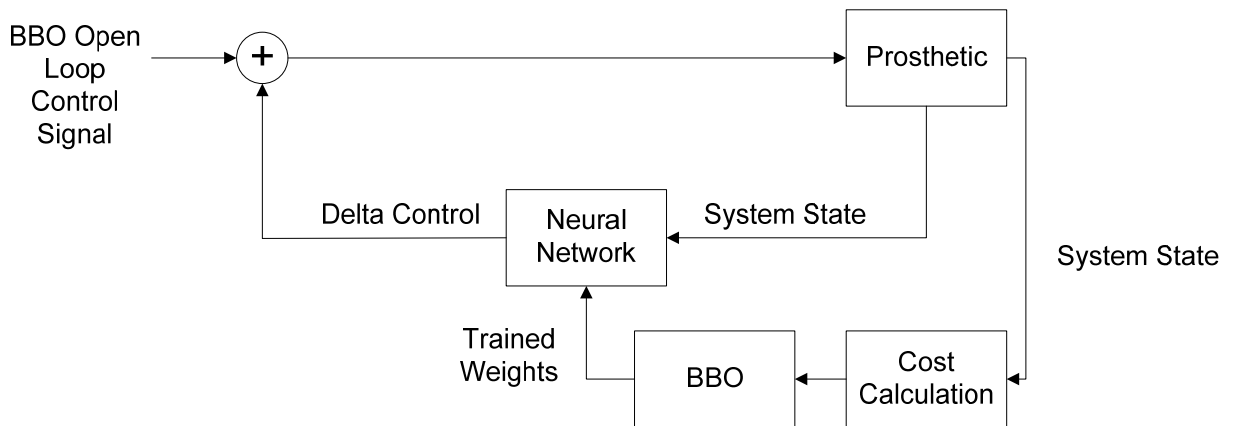 BBO Open
Loop
Control
Signal
+
Prosthetic
Delta Control
Neural
Network
System State
System State
Trained
Weights
BBO
Cost
Calculation